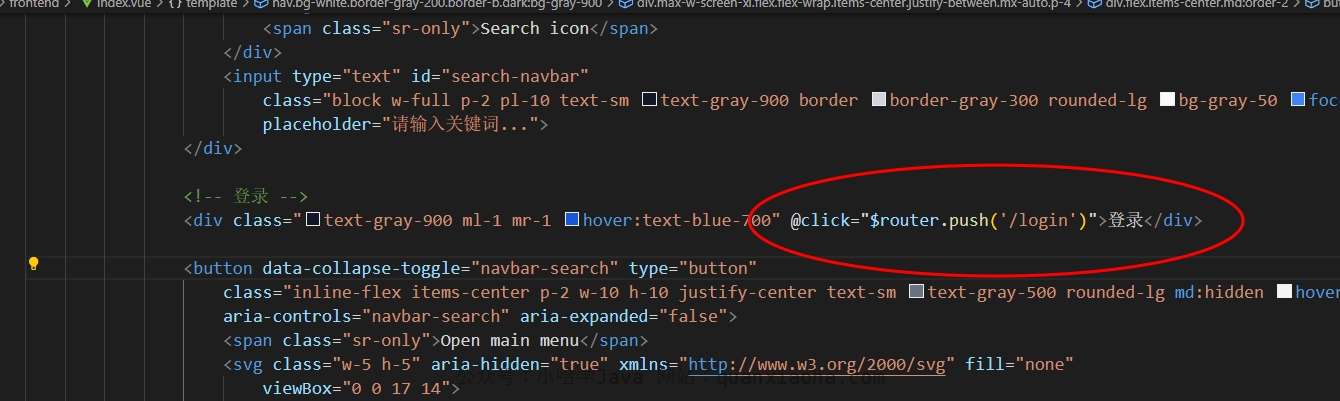 frontend > index.vue > {} template > nav.bg-white.border-gray-200.border-b.dark:bg-gray-900 > div.max-w-screen-xl.flex.flex-wrap.items-center.justify-between.mx-auto.p-4 > div.flex.items-center.md:order-2 >
<span class="sr-only">Search icon</span>
</div>
<input type="text" id="search-navbar"
class="block w-full p-2 pl-10 text-sm text-gray-900 border border-gray-300 rounded-lg bg-gray-50 foc
placeholder="请输入关键词...">
</div>
<!-- 登录 -->
<div class="text-gray-900 ml-1 mr-1 hover:text-blue-700" @click="$router.push('/login')">登录</div>
<button data-collapse-toggle="navbar-search" type="button"
class="inline-flex items-center p-2 w-10 h-10 justify-center text-sm text-gray-500 rounded-lg md:hidden hover
aria-controls="navbar-search" aria-expanded="false">
<span class="sr-only">Open main menu</span>
<svg class="w-5 h-5" aria-hidden="true" xmlns="http://www.w3.org/2000/svg" fill="none"
viewBox="0 0 17 14">